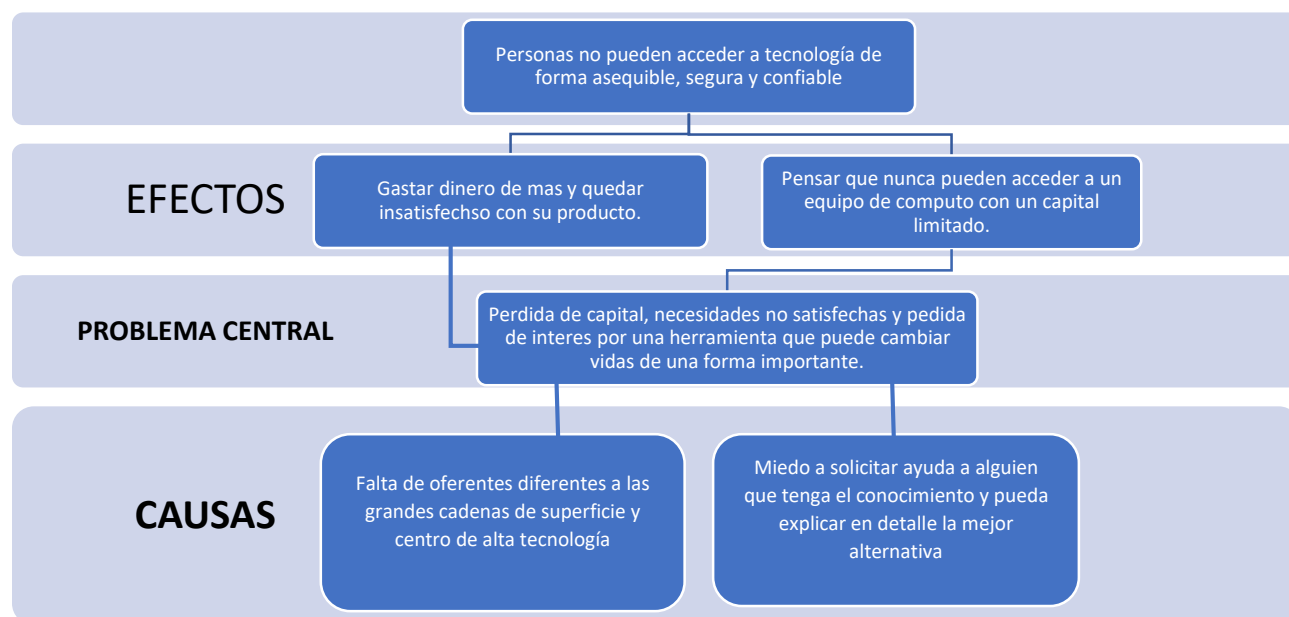 Personas no pueden acceder a tecnología de
forma asequible, segura y confiable
EFECTOS
Gastar dinero de mas y quedar
insatisfechso con su producto.
Pensar que nunca pueden acceder a un
equipo de computo con un capital
limitado.
PROBLEMA CENTRAL
Perdida de capital, necesidades no satisfechas y pedida
de interes por una herramienta que puede cambiar
vidas de una forma importante.
CAUSAS
Falta de oferentes diferentes a las
grandes cadenas de superficie y
centro de alta tecnología
Miedo a solicitar ayuda a alguien
que tenga el conocimiento y pueda
explicar en detalle la mejor
alternativa